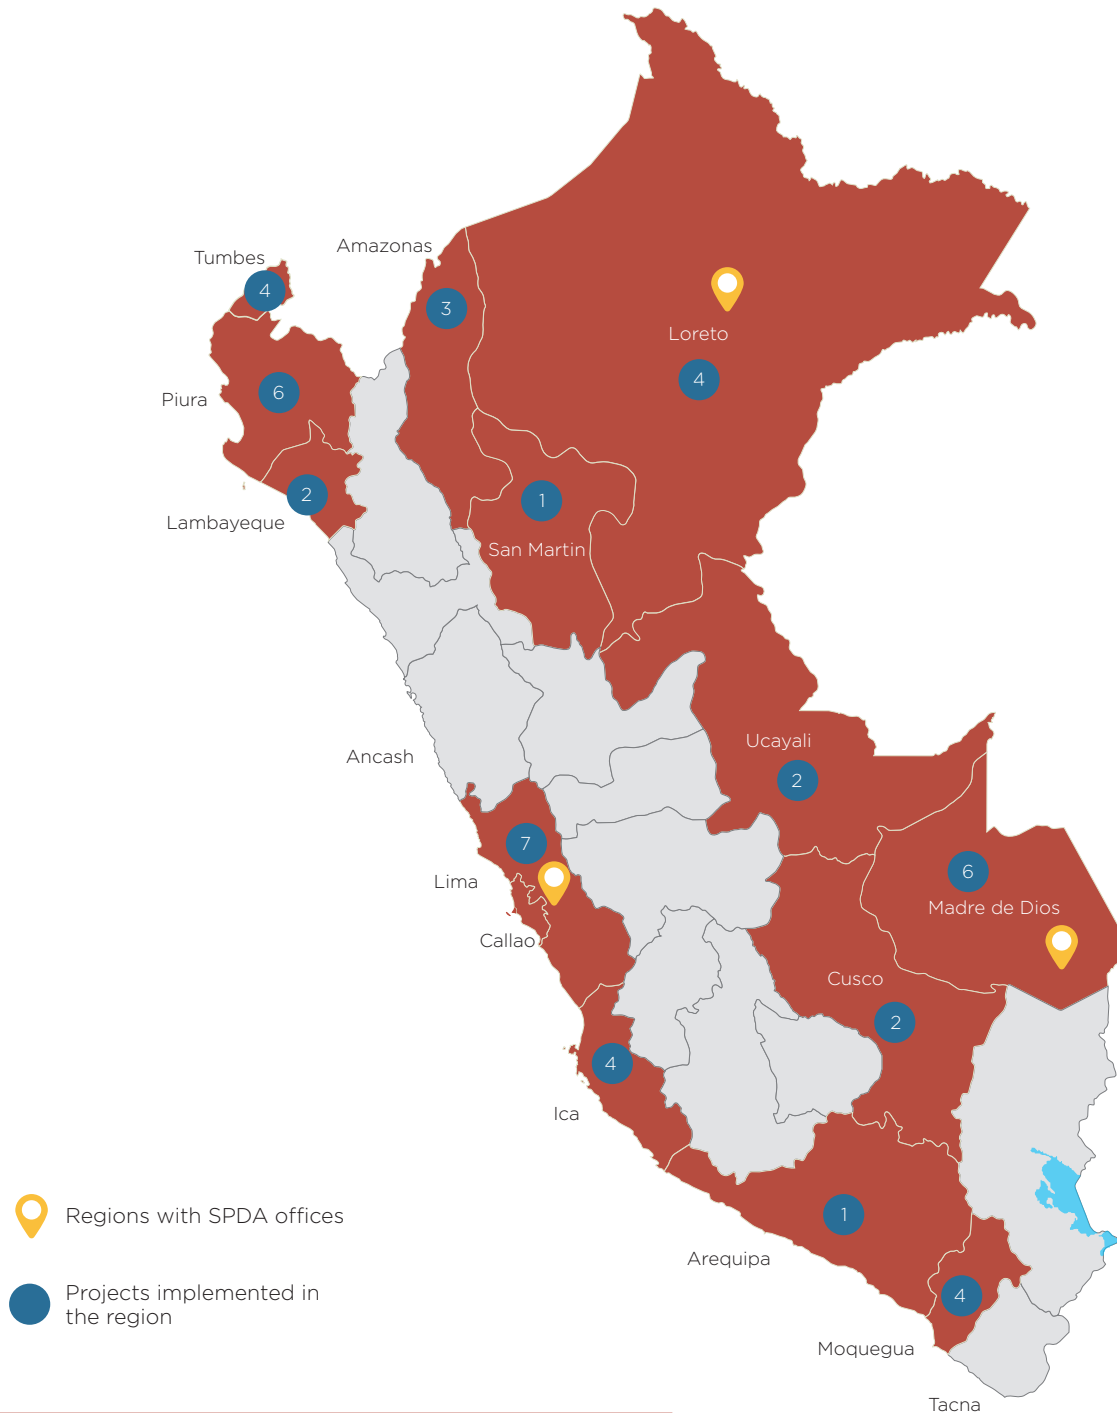 Amazonas
Tumbes
4
3
Loreto
4
6
Piura
2
1
Lambayeque
San Martin
Ucayali
Ancash
2
7
6
Lima
Madre de Dios
Callao
Cusco
2
4
Ica
Regions with SPDA offices
1
Arequipa
Projects implemented in
the region
4
Moquegua
Tacna